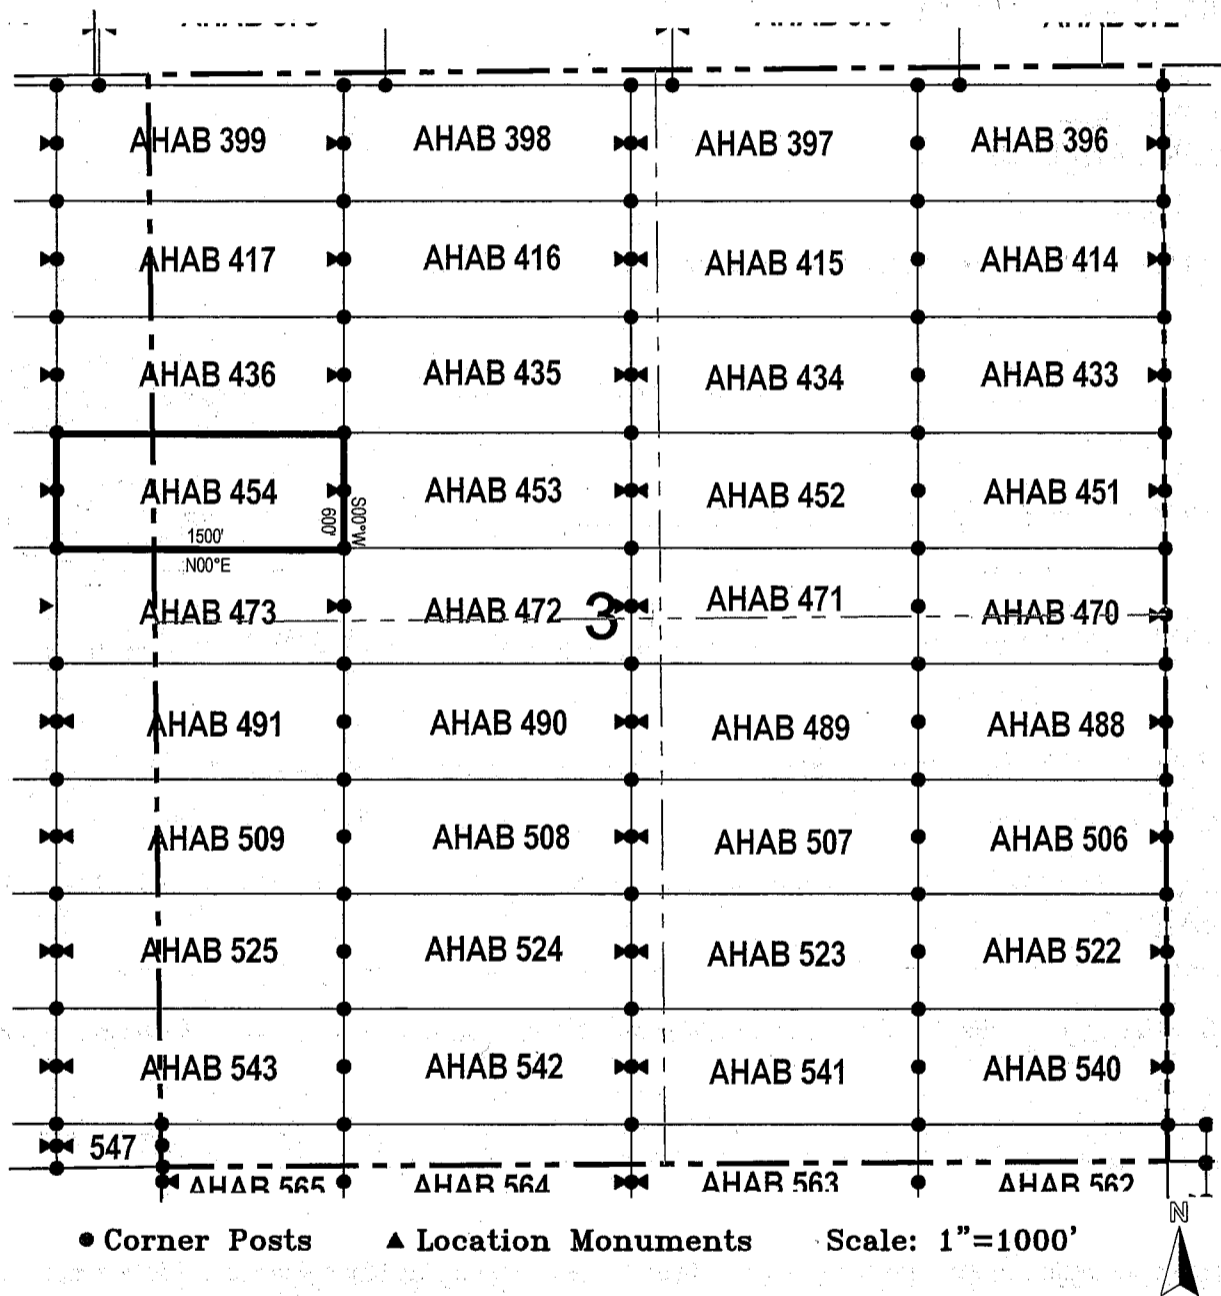 AHAB 399 AHAB 398 AHAB 397 AHAB 396
AHAB 417 AHAB 416 AHAB 415 AHAB 414
AHAB 436 AHAB 435 AHAB 434 AHAB 433
AHAB 454 AHAB 453 AHAB 452 AHAB 451
600'
S00°W
1500'
N00°E
AHAB 473 AHAB 472 3 AHAB 471 AHAB 470
AHAB 491 AHAB 490 AHAB 489 AHAB 488
AHAB 509 AHAB 508 AHAB 507 AHAB 506
AHAB 525 AHAB 524 AHAB 523 AHAB 522
AHAB 543 AHAB 542 AHAB 541 AHAB 540
547
AHAB 565 AHAB 564 AHAB 563 AHAB 562
Corner Posts Location Monuments Scale: 1"=1000'
N